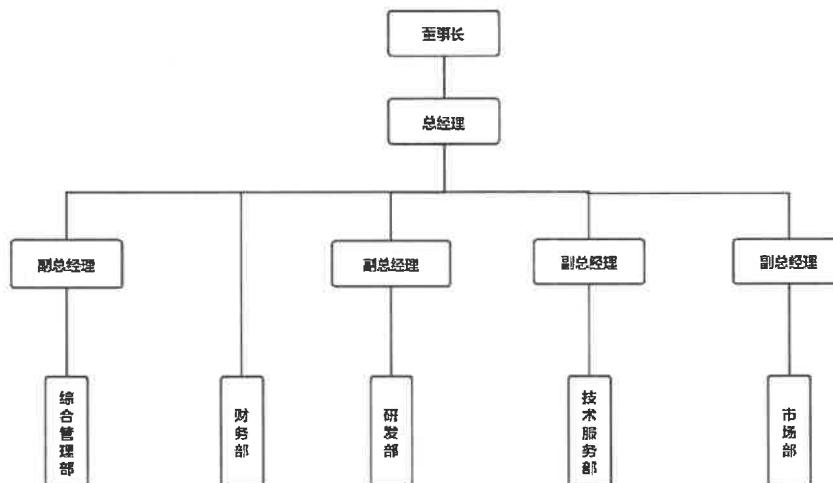 董事长
总经理
副总经理
副总经理
副总经理
副总经理
综合管理部
财务部
研发部
技术服务部
市场部